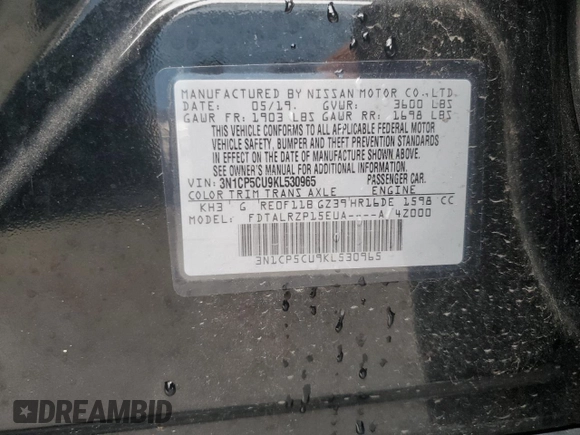 MANUFACTURED BY NISSAN MOTOR CO.,LTD.
DATE: 05/19. GVWR: 3600 LBS
GAWR FR: 1903 LBS GAWR RR: 1698 LBS
THIS VEHICLE CONFORMS TO ALL APPLICABLE FEDERAL MOTOR
VEHICLE SAFETY, BUMPER AND THEFT PREVENTION STANDARDS
IN EFFECT ON THE DATE OF MANUFACTURE SHOWN ABOVE.
SEE OWNER'S MANUAL FOR ADDITIONAL INFORMATION.
VIN: 3N1CP5CU9KL530965 PASSENGER CAR.
COLOR TRIM TRANS AXLE ENGINE
KH3 G RE0F11B GZ39 HR16DE 1598 CC
MODEL: FDTALRZP15EUA----A 4Z000
3N1CP5CU9KL530965
DREAMBID